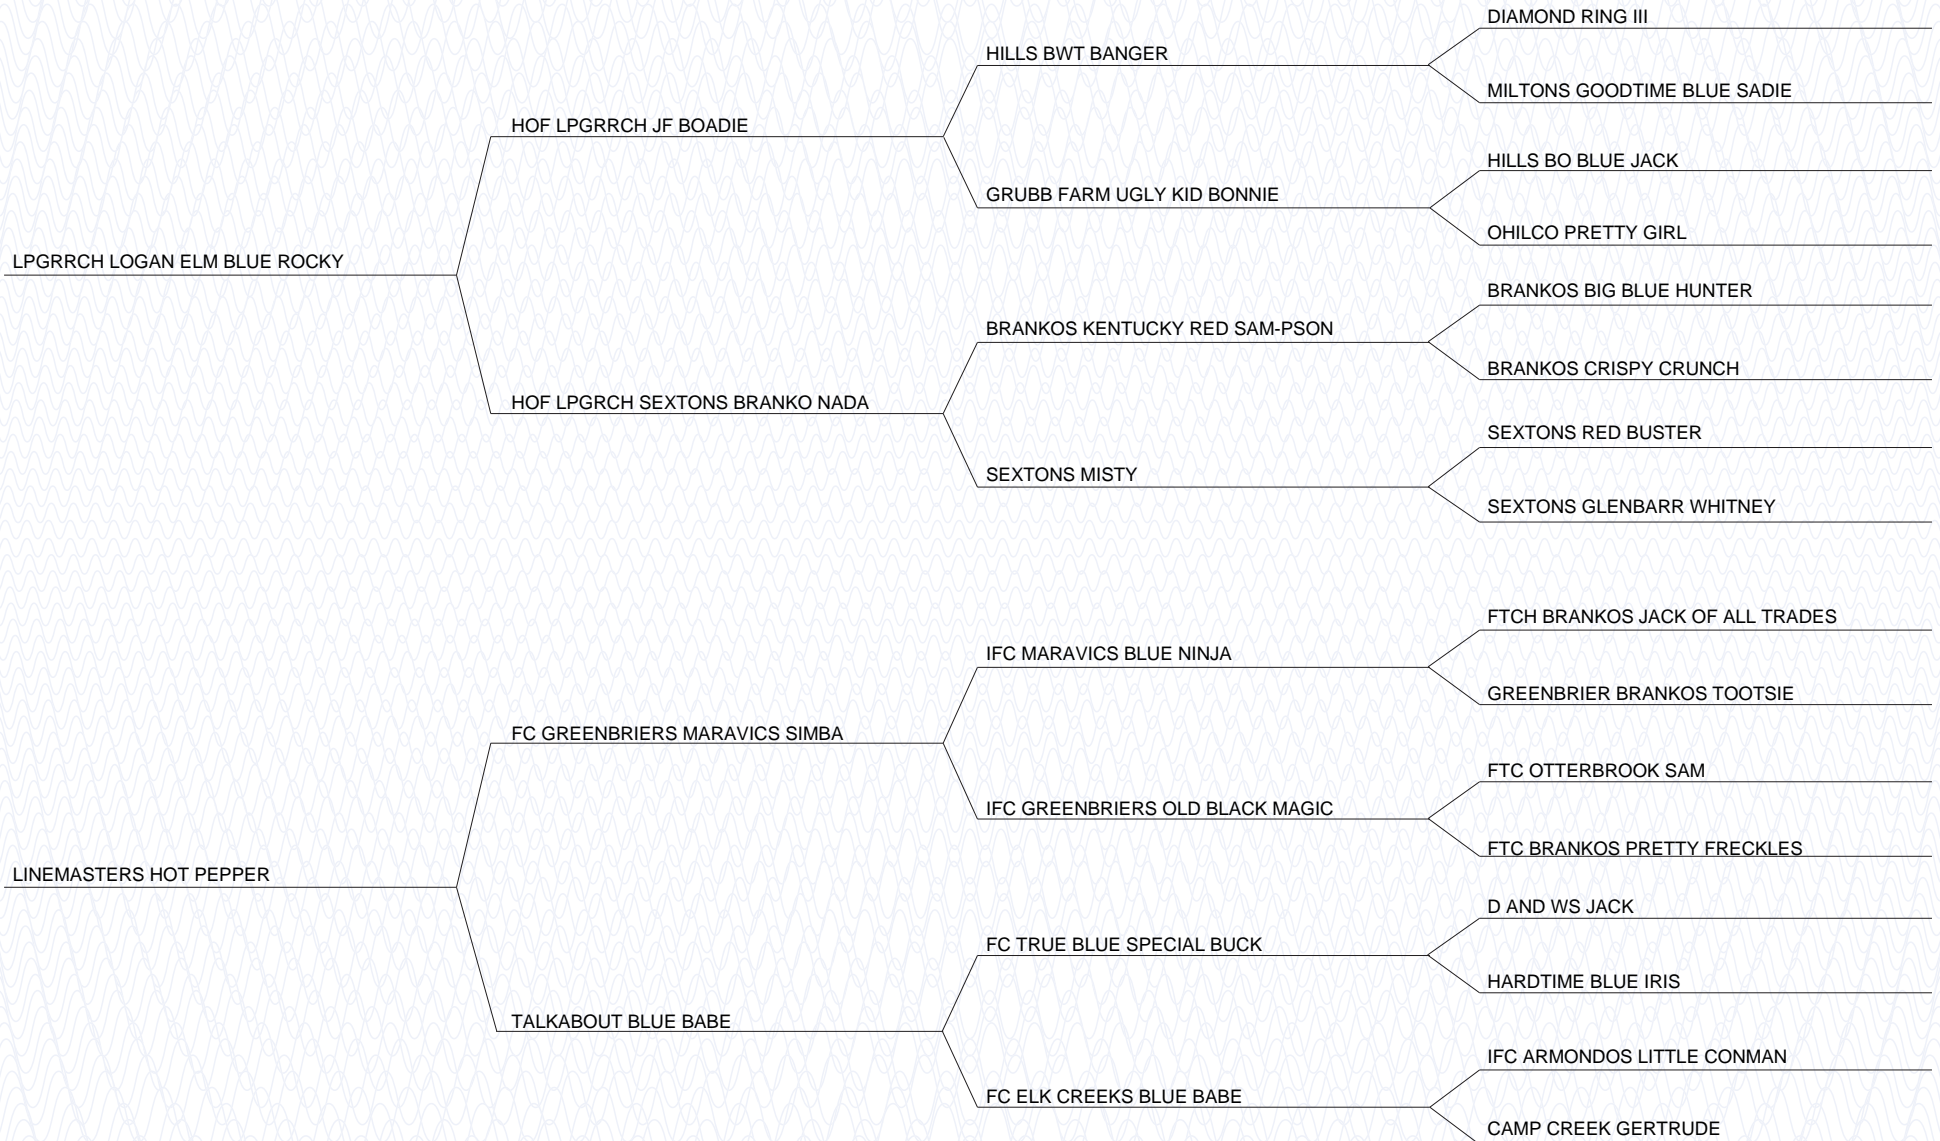 DIAMOND RING III
HILLS BWT BANGER
MILTONS GOODTIME BLUE SADIE
HOF LPGRRCH JF BOADIE
HILLS BO BLUE JACK
GRUBB FARM UGLY KID BONNIE
OHILCO PRETTY GIRL
LPGRRCH LOGAN ELM BLUE ROCKY
BRANKOS BIG BLUE HUNTER
BRANKOS KENTUCKY RED SAM-PSON
BRANKOS CRISPY CRUNCH
HOF LPGRCH SEXTONS BRANKO NADA
SEXTONS RED BUSTER
SEXTONS MISTY
SEXTONS GLENBARR WHITNEY
FTCH BRANKOS JACK OF ALL TRADES
IFC MARAVICS BLUE NINJA
GREENBRIER BRANKOS TOOTSIE
FC GREENBRIERS MARAVICS SIMBA
FTC OTTERBROOK SAM
IFC GREENBRIERS OLD BLACK MAGIC
FTC BRANKOS PRETTY FRECKLES
LINEMASTERS HOT PEPPER
D AND WS JACK
FC TRUE BLUE SPECIAL BUCK
HARDTIME BLUE IRIS
TALKABOUT BLUE BABE
IFC ARMONDOS LITTLE CONMAN
FC ELK CREEKS BLUE BABE
CAMP CREEK GERTRUDE